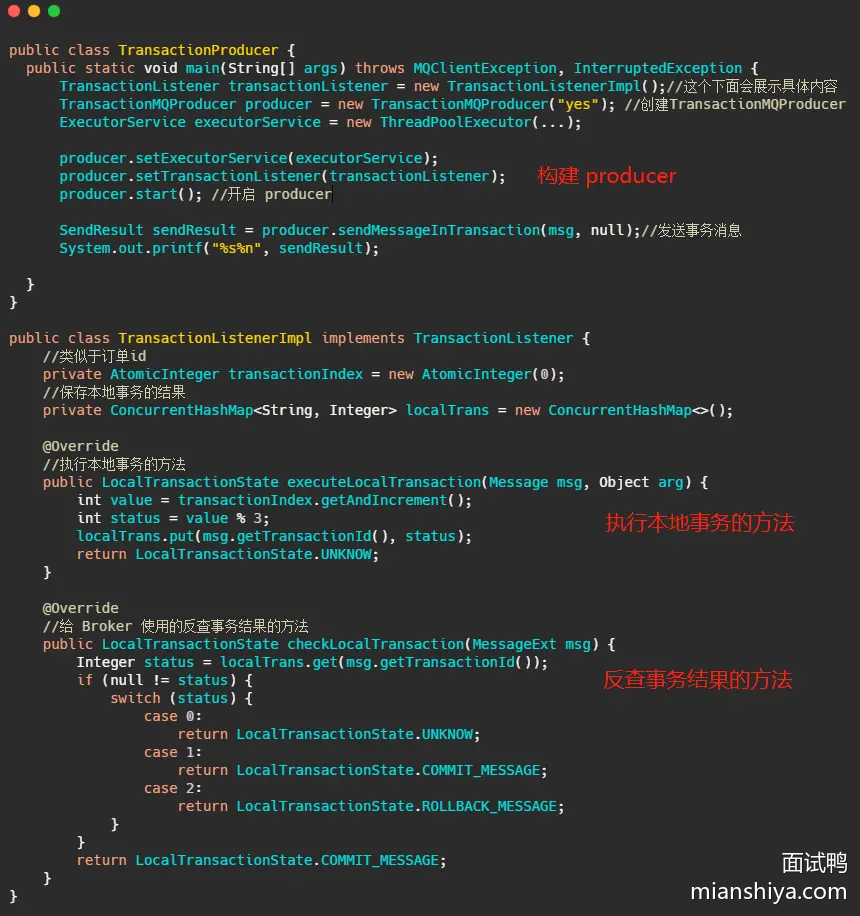 public class TransactionProducer {
public static void main(String[] args) throws MQClientException, InterruptedException {
TransactionListener transactionListener = new TransactionListenerImpl();//这个下面会展示具体内容
TransactionMQProducer producer = new TransactionMQProducer("yes"); //创建TransactionMQProducer
ExecutorService executorService = new ThreadPoolExecutor(...);
producer.setExecutorService(executorService);
producer.setTransactionListener(transactionListener);
构建 producer
producer.start(); //开启 producer
SendResult sendResult = producer.sendMessageInTransaction(msg, null);//发送事务消息
System.out.printf("%s%n", sendResult);
}
}
public class TransactionListenerImpl implements TransactionListener {
//类似于订单id
private AtomicInteger transactionIndex = new AtomicInteger(0);
//保存本地事务的结果
private ConcurrentHashMap<String, Integer> localTrans = new ConcurrentHashMap<>();
@Override
//执行本地事务的方法
public LocalTransactionState executeLocalTransaction(Message msg, Object arg) {
int value = transactionIndex.getAndIncrement();
int status = value % 3;
执行本地事务的方法
localTrans.put(msg.getTransactionId(), status);
return LocalTransactionState.UNKNOW;
}
@Override
//给 Broker 使用的反查事务结果的方法
public LocalTransactionState checkLocalTransaction(MessageExt msg) {
Integer status = localTrans.get(msg.getTransactionId());
if (null != status) {
反查事务结果的方法
switch (status) {
case 0:
return LocalTransactionState.UNKNOW;
case 1:
return LocalTransactionState.COMMIT_MESSAGE;
case 2:
return LocalTransactionState.ROLLBACK_MESSAGE;
}
}
return LocalTransactionState.COMMIT_MESSAGE;
}
}
面试鸭
mianshiya.com